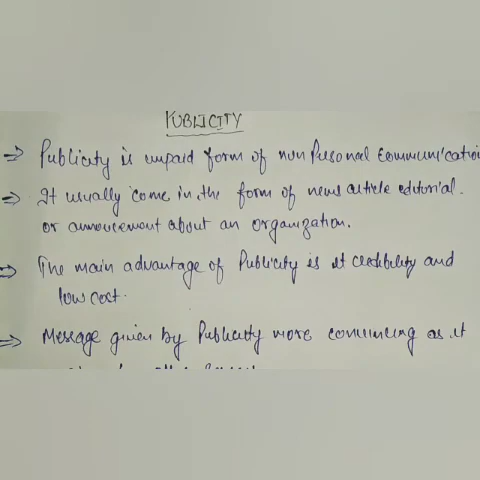 PUBLICITY
⇒ Publicity is unpaid form of non Personal Communication
⇒ It usually come in the form of news article editorial.
or annoucement about an organization.
⇒ The main advantage of Publicity is it credibility and
low cost.
⇒ Message given by Publicity more convincing as it